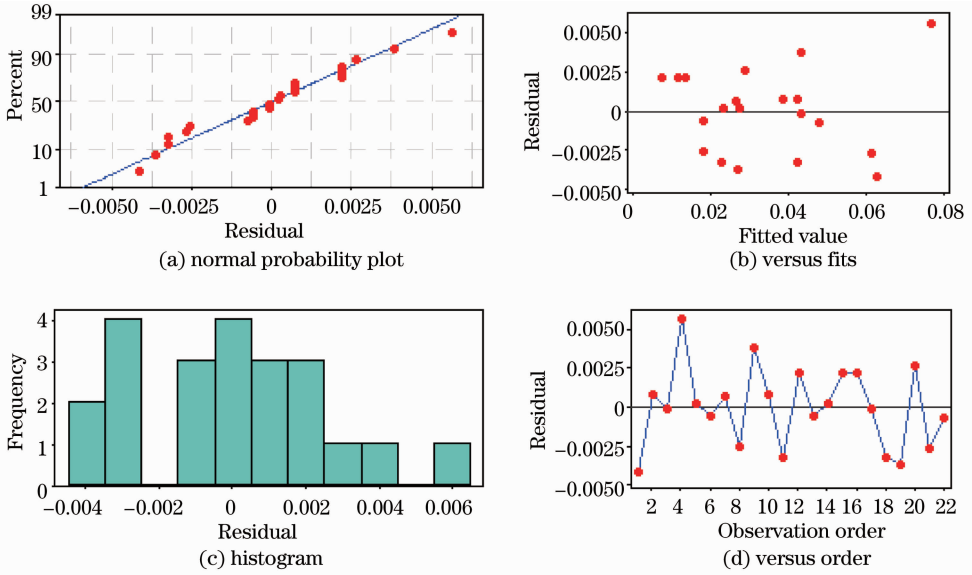 99
90
50
10
1
Percent
−0.0050 −0.0025 0 0.0025 0.0050
Residual
(a) normal probability plot
0.0050
0.0025
0
−0.0025
−0.0050
Residual
0 0.02 0.04 0.06 0.08
Fitted value
(b) versus fits
4
3
2
1
0
Frequency
−0.004 −0.002 0 0.002 0.004 0.006
Residual
(c) histogram
0.0050
0.0025
0
−0.0025
−0.0050
Residual
2 4 6 8 10 12 14 16 18 20 22
Observation order
(d) versus order